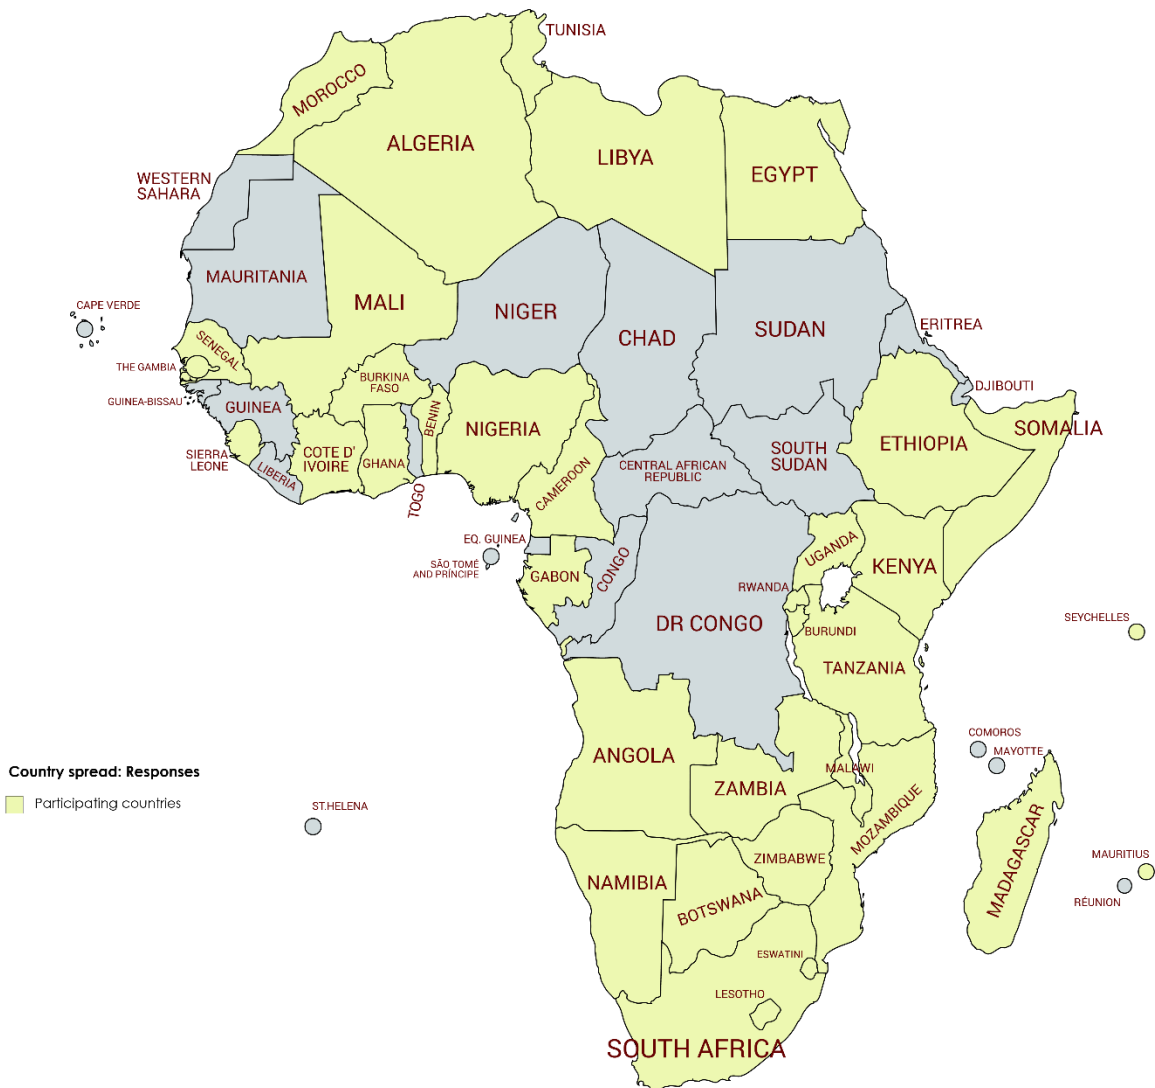 TUNISIA
MOROCCO
ALGERIA
LIBYA
EGYPT
WESTERN
SAHARA
MAURITANIA
MALI
NIGER
CHAD
SUDAN
ERITREA
CAPE VERDE
SENEGAL
THE GAMBIA
BURKINA
FASO
DJIBOUTI
GUINEA-BISSAU
GUINEA
BENIN
NIGERIA
SOMALIA
ETHIOPIA
SIERRA
LEONE
COTE D'
IVOIRE
GHANA
SOUTH
SUDAN
LIBERIA
TOGO
CAMEROON
CENTRAL AFRICAN
REPUBLIC
EQ. GUINEA
SÃO TOMÉ
AND PRÍNCIPE
GABON
CONGO
UGANDA
KENYA
RWANDA
DR CONGO
BURUNDI
SEYCHELLES
TANZANIA
COMOROS
MAYOTTE
ANGOLA
ZAMBIA
MALAWI
MOZAMBIQUE
Country spread: Responses
Participating countries
ST.HELENA
MADAGASCAR
MAURITIUS
RÉUNION
ZIMBABWE
NAMIBIA
BOTSWANA
ESWATINI
LESOTHO
SOUTH AFRICA